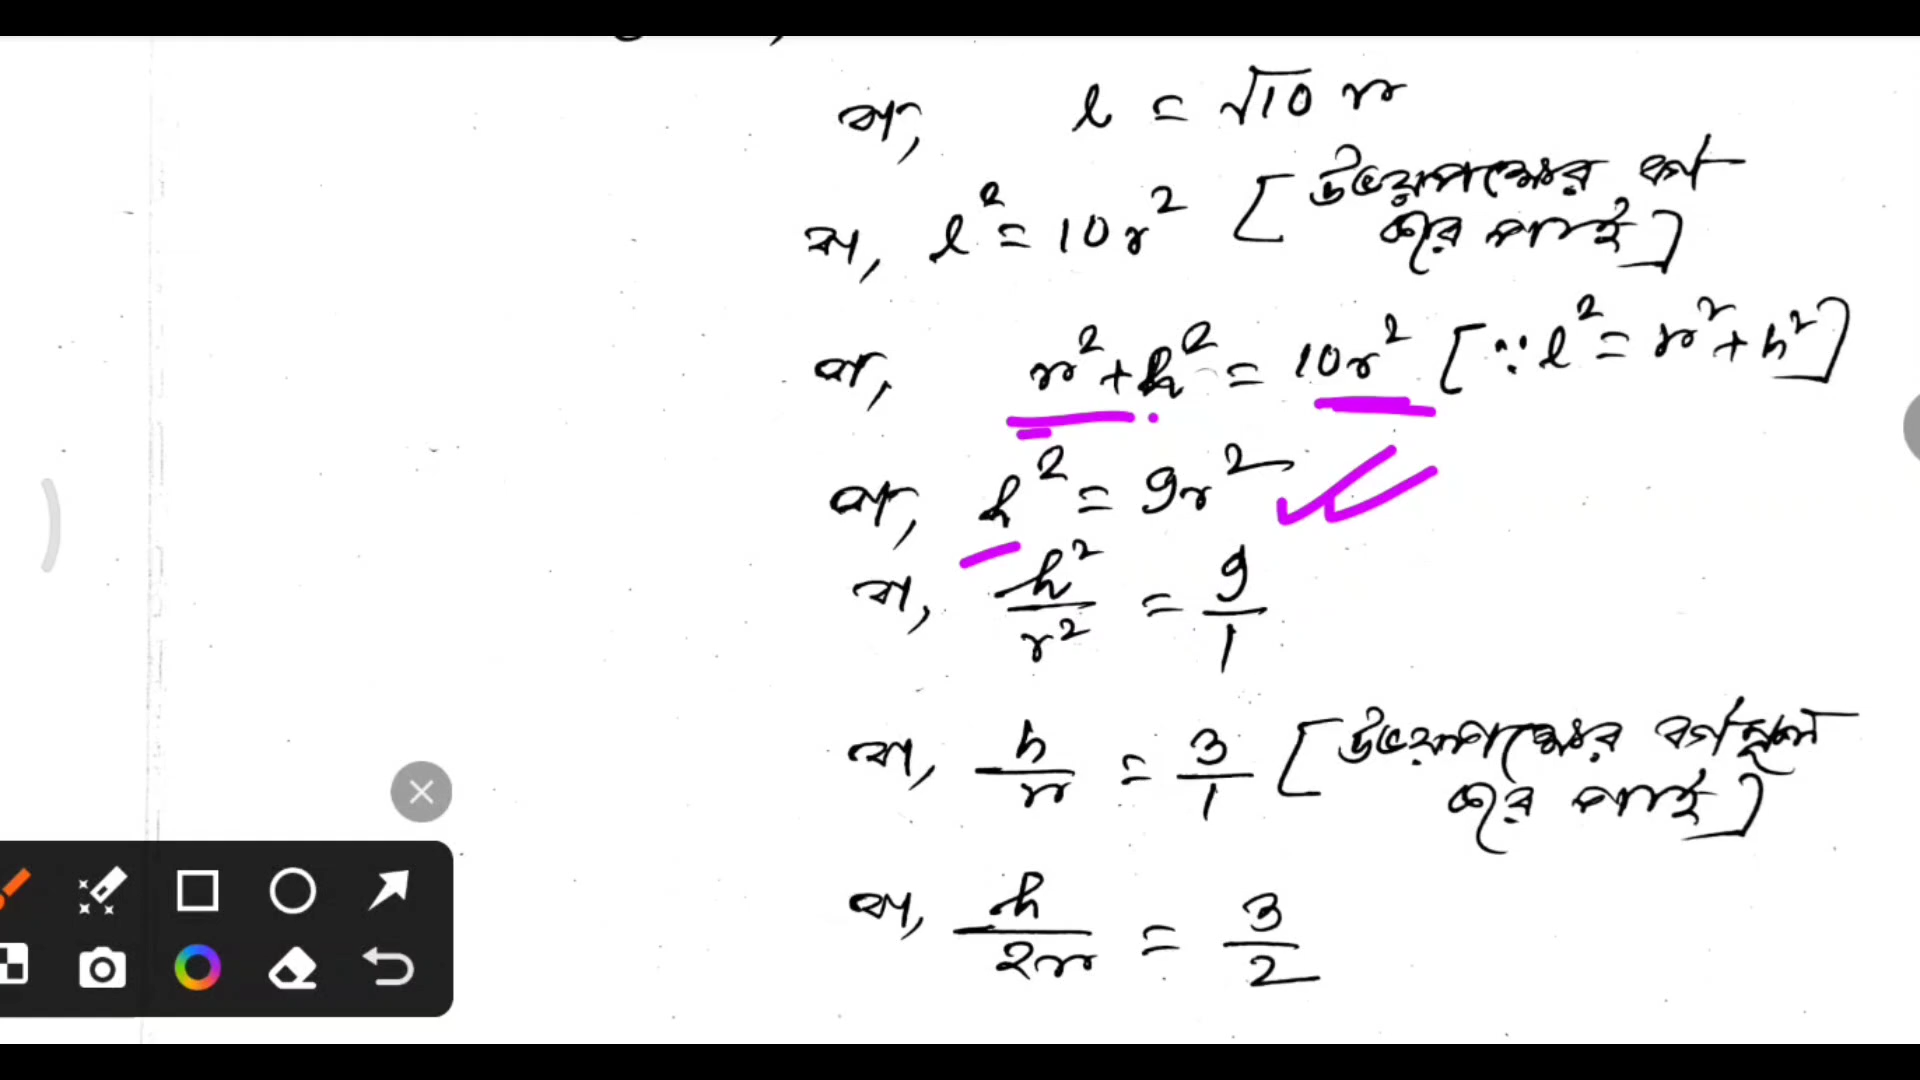 বা, l = √10 r
বা, l² = 10r² [উভয়পক্ষের বর্গ
করে পাই]
বা, r² + h² = 10r² [∵ l² = r² + h²]
বা, h² = 9r²
বা, h²/r² = 9/1
বা, h/r = 3/1 [উভয়পক্ষের বর্গমূল
করে পাই]
বা, h/2r = 3/2